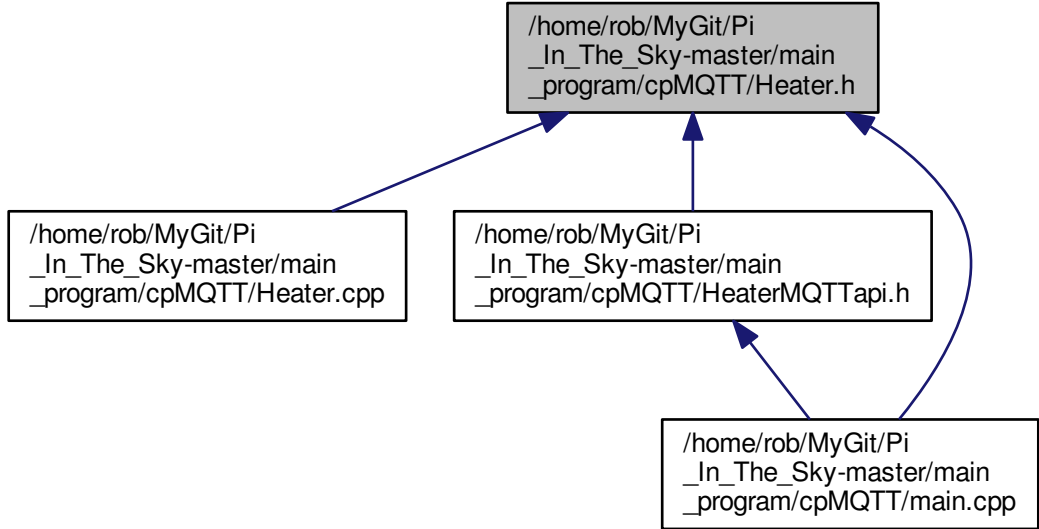 /home/rob/MyGit/Pi
_In_The_Sky-master/main
_program/cpMQTT/Heater.h
/home/rob/MyGit/Pi
_In_The_Sky-master/main
_program/cpMQTT/Heater.cpp
/home/rob/MyGit/Pi
_In_The_Sky-master/main
_program/cpMQTT/HeaterMQTTapi.h
/home/rob/MyGit/Pi
_In_The_Sky-master/main
_program/cpMQTT/main.cpp